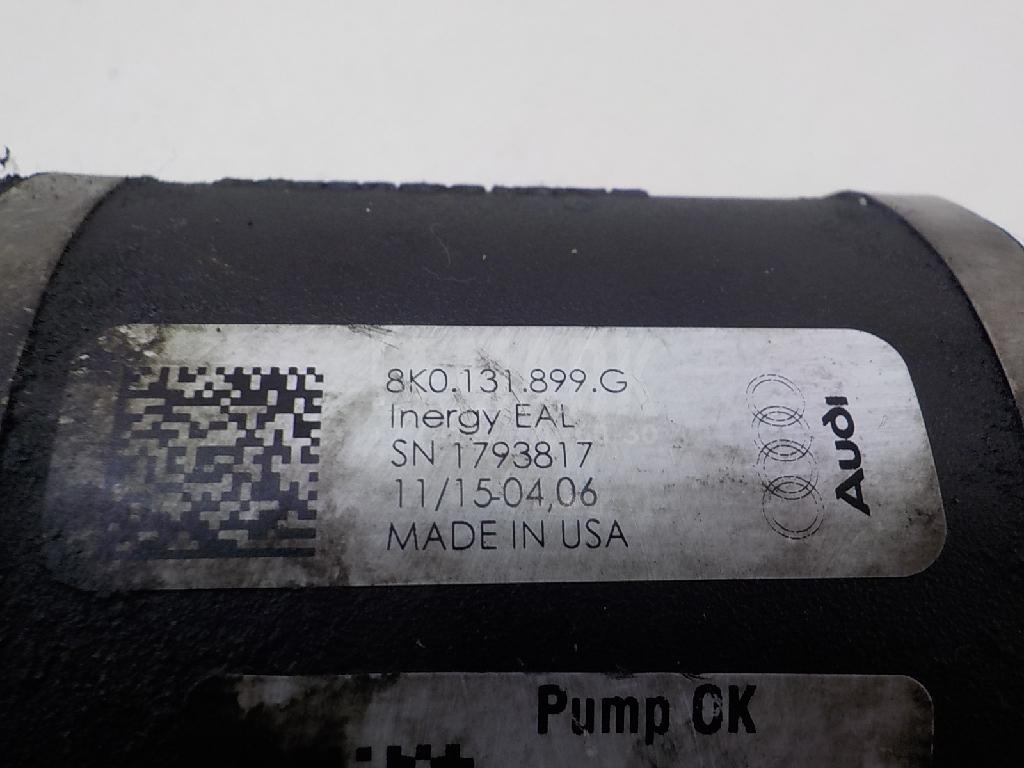 8K0.131.899.G
Inergy EAL
SN 1793817
11/15-04,06
MADE IN USA
AUDI
Pump OK